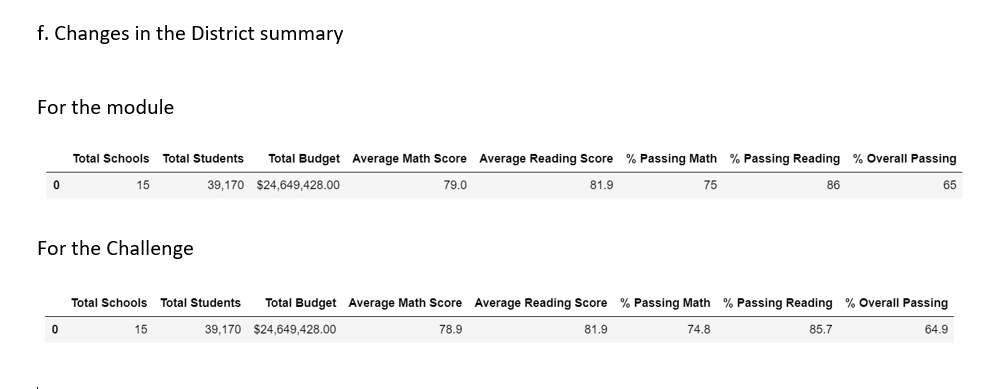 f. Changes in the District summary
For the module
Total Schools Total Students Total Budget Average Math Score Average Reading Score % Passing Math % Passing Reading % Overall Passing
0 15 39,170 $24,649,428.00 79.0 81.9 75 86 65
For the Challenge
Total Schools Total Students Total Budget Average Math Score Average Reading Score % Passing Math % Passing Reading % Overall Passing
0 15 39,170 $24,649,428.00 78.9 81.9 74.8 85.7 64.9